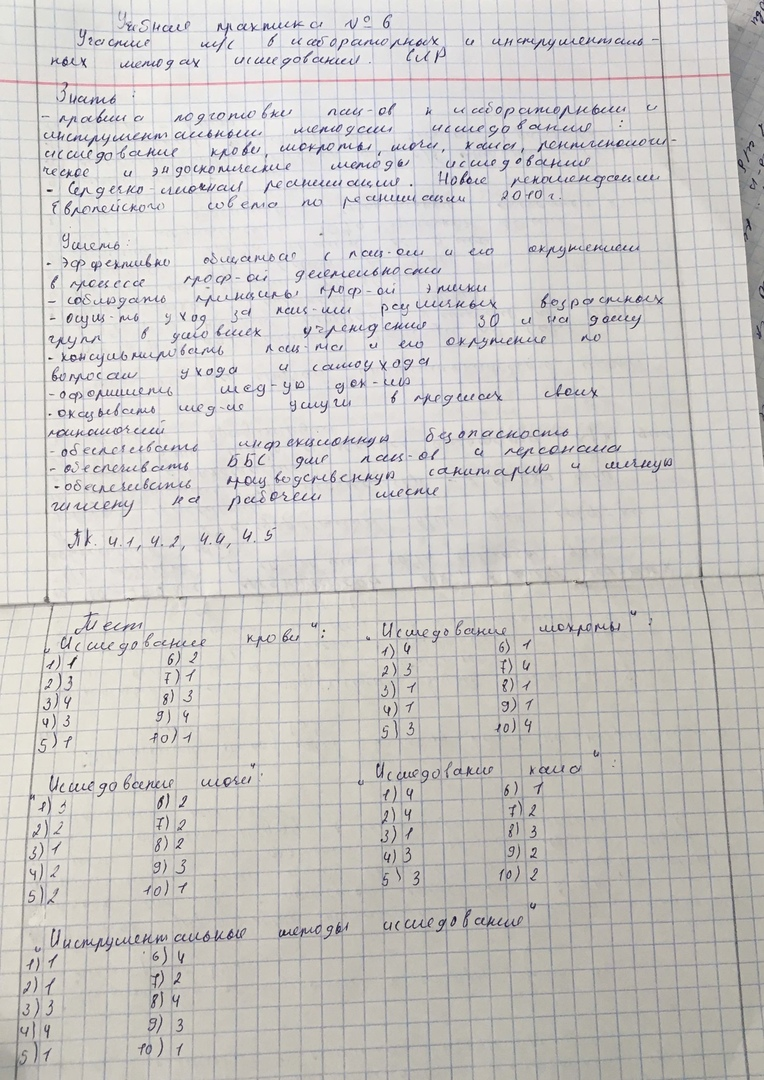 Учебная практика № 6
Участие м/с в лабораторных и инструменталь-
ных методах исследования. СЛР
Знать:
- правила подготовки пац-ов к лабораторным и
инструментальным методам исследования:
исследование крови, мокроты, мочи, кала, рентгенологи-
ческое и эндоскопические методы исследования
- Сердечно-лёгочная реанимация. Новые рекомендации
Европейского совета по реанимации 2010 г.
Уметь:
- эффективно общаться с пац-ом и его окружением
в процессе проф-ой деятельности
- соблюдать принципы проф-ой этики
- осущ-ть уход за пац-ми различных возрастных
групп в условиях учреждения ЗО и на дому
- консультировать пац-та и его окружение по
вопросам ухода и самоухода
- оформлять мед-ую док-ию
- оказывать мед-ие услуги в пределах своих
полномочий
- обеспечивать инфекционную безопасность
- обеспечивать ББС для пац-ов и персонала
- обеспечивать производственную санитарию и личную
гигиену на рабочем месте
ПК. 4.1, 4.2, 4.4, 4.5
Тест
„Исследование крови":
1) 1 6) 2
2) 3 7) 1
3) 4 8) 3
4) 3 9) 4
5) 1 10) 1
„Исследование мокроты":
1) 4 6) 1
2) 3 7) 4
3) 1 8) 1
4) 1 9) 1
5) 3 10) 4
„Исследование мочи":
1) 3 6) 2
2) 2 7) 2
3) 1 8) 2
4) 2 9) 3
5) 2 10) 1
„Исследование кала":
1) 4 6) 1
2) 4 7) 2
3) 1 8) 3
4) 3 9) 2
5) 3 10) 2
„Инструментальные методы исследования"
1) 1 6) 4
2) 1 7) 2
3) 3 8) 4
4) 4 9) 3
5) 1 10) 1